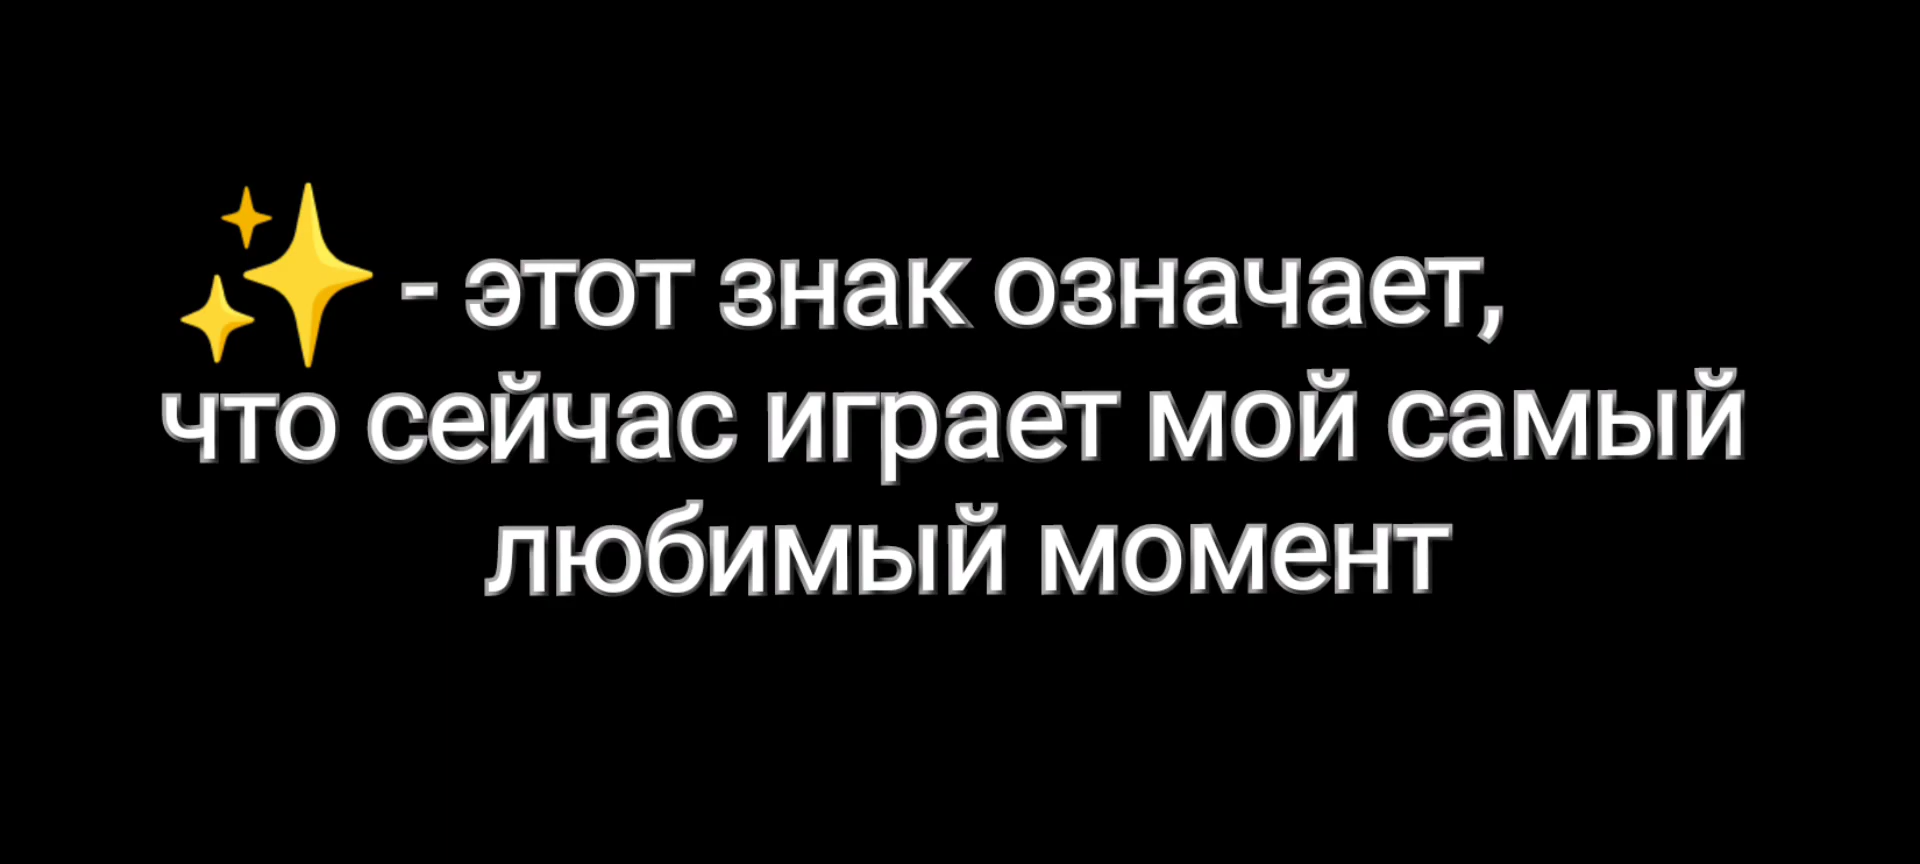 ✨ - этот знак означает,
что сейчас играет мой самый
любимый момент